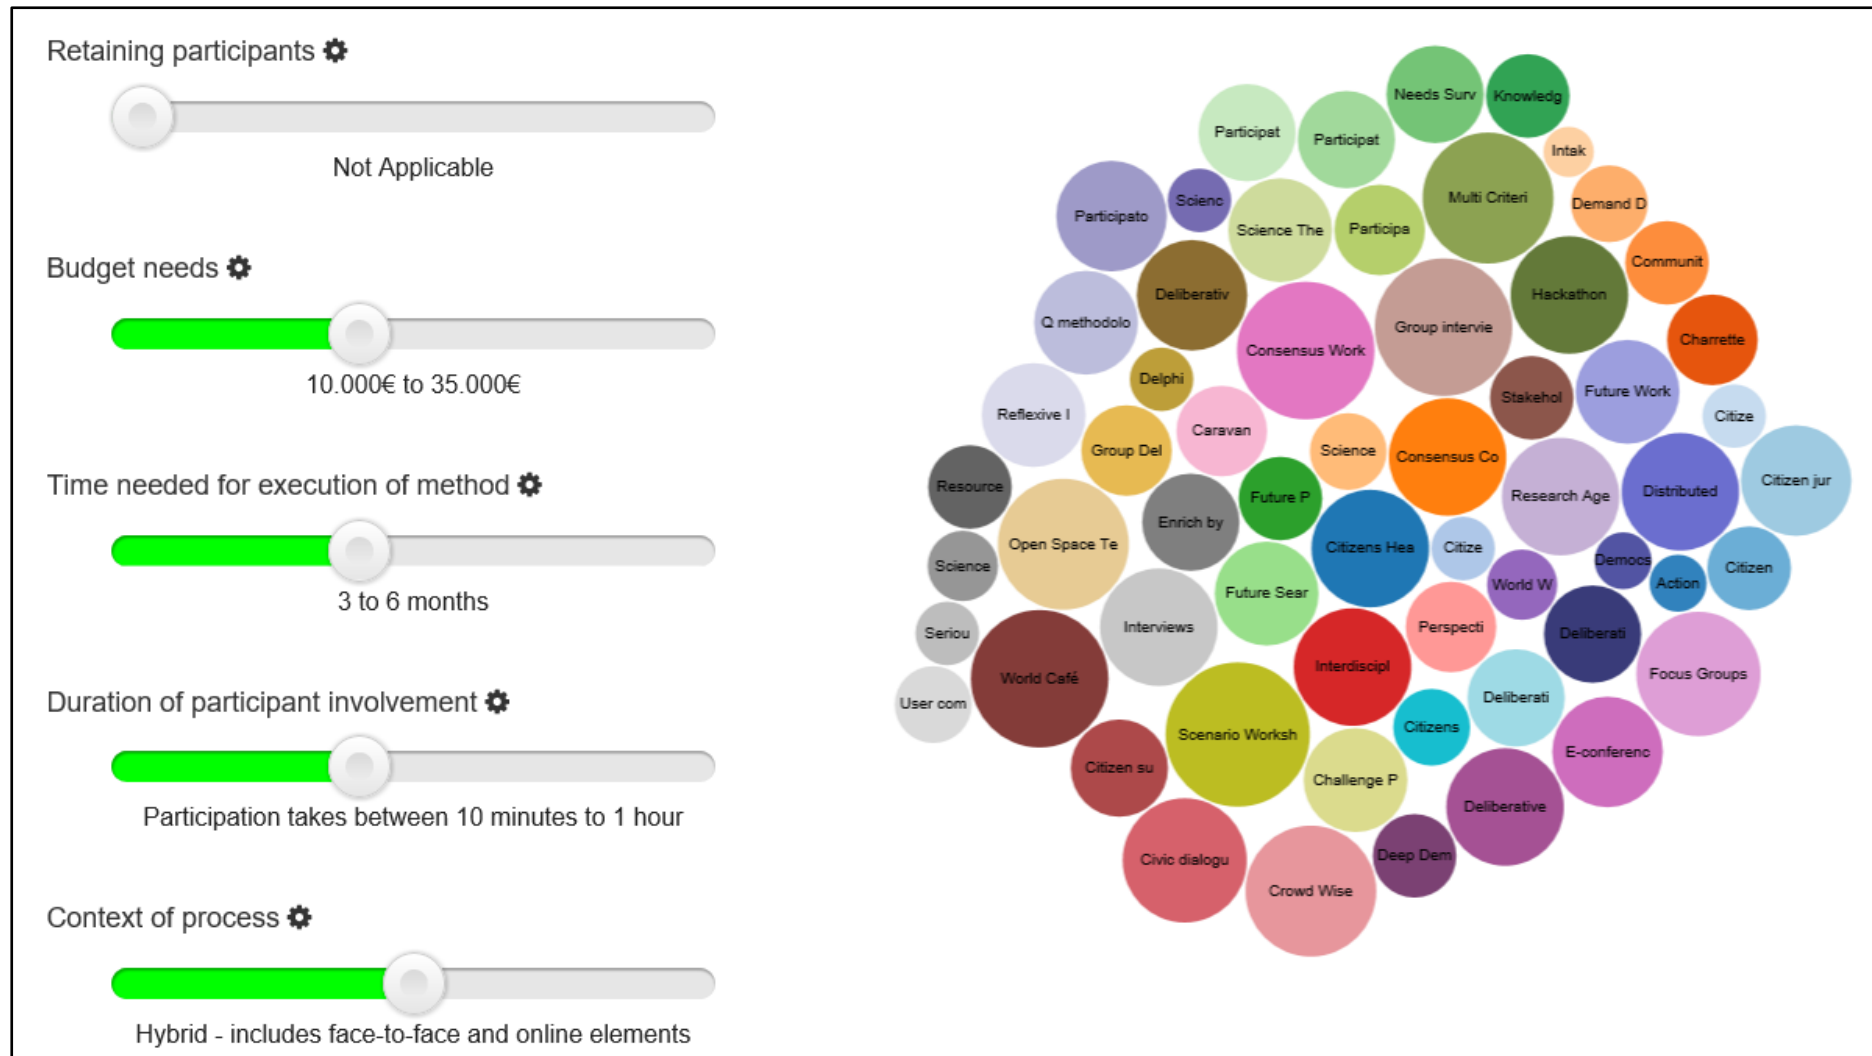 Retaining participants
Not Applicable
Budget needs
10.000€ to 35.000€
Time needed for execution of method
3 to 6 months
Duration of participant involvement
Participation takes between 10 minutes to 1 hour
Context of process
Hybrid - includes face-to-face and online elements
Needs Surv
Knowledg
Participat
Participat
Intak
Multi Criteri
Scienc
Demand D
Participato
Science The
Participa
Communit
Deliberativ
Hackathon
Q methodolo
Group intervie
Charrette
Consensus Work
Delphi
Future Work
Stakehol
Reflexive I
Citize
Caravan
Group Del
Science
Consensus Co
Citizen jur
Resource
Future P
Research Age
Distributed
Enrich by
Open Space Te
Citizens Hea
Citize
Democs
Science
Citizen
World W
Action
Future Sear
Interviews
Perspecti
Seriou
Deliberati
Interdiscipl
Focus Groups
World Café
Deliberati
User com
Citizens
Scenario Worksh
E-conferenc
Citizen su
Challenge P
Deliberative
Deep Dem
Civic dialogu
Crowd Wise